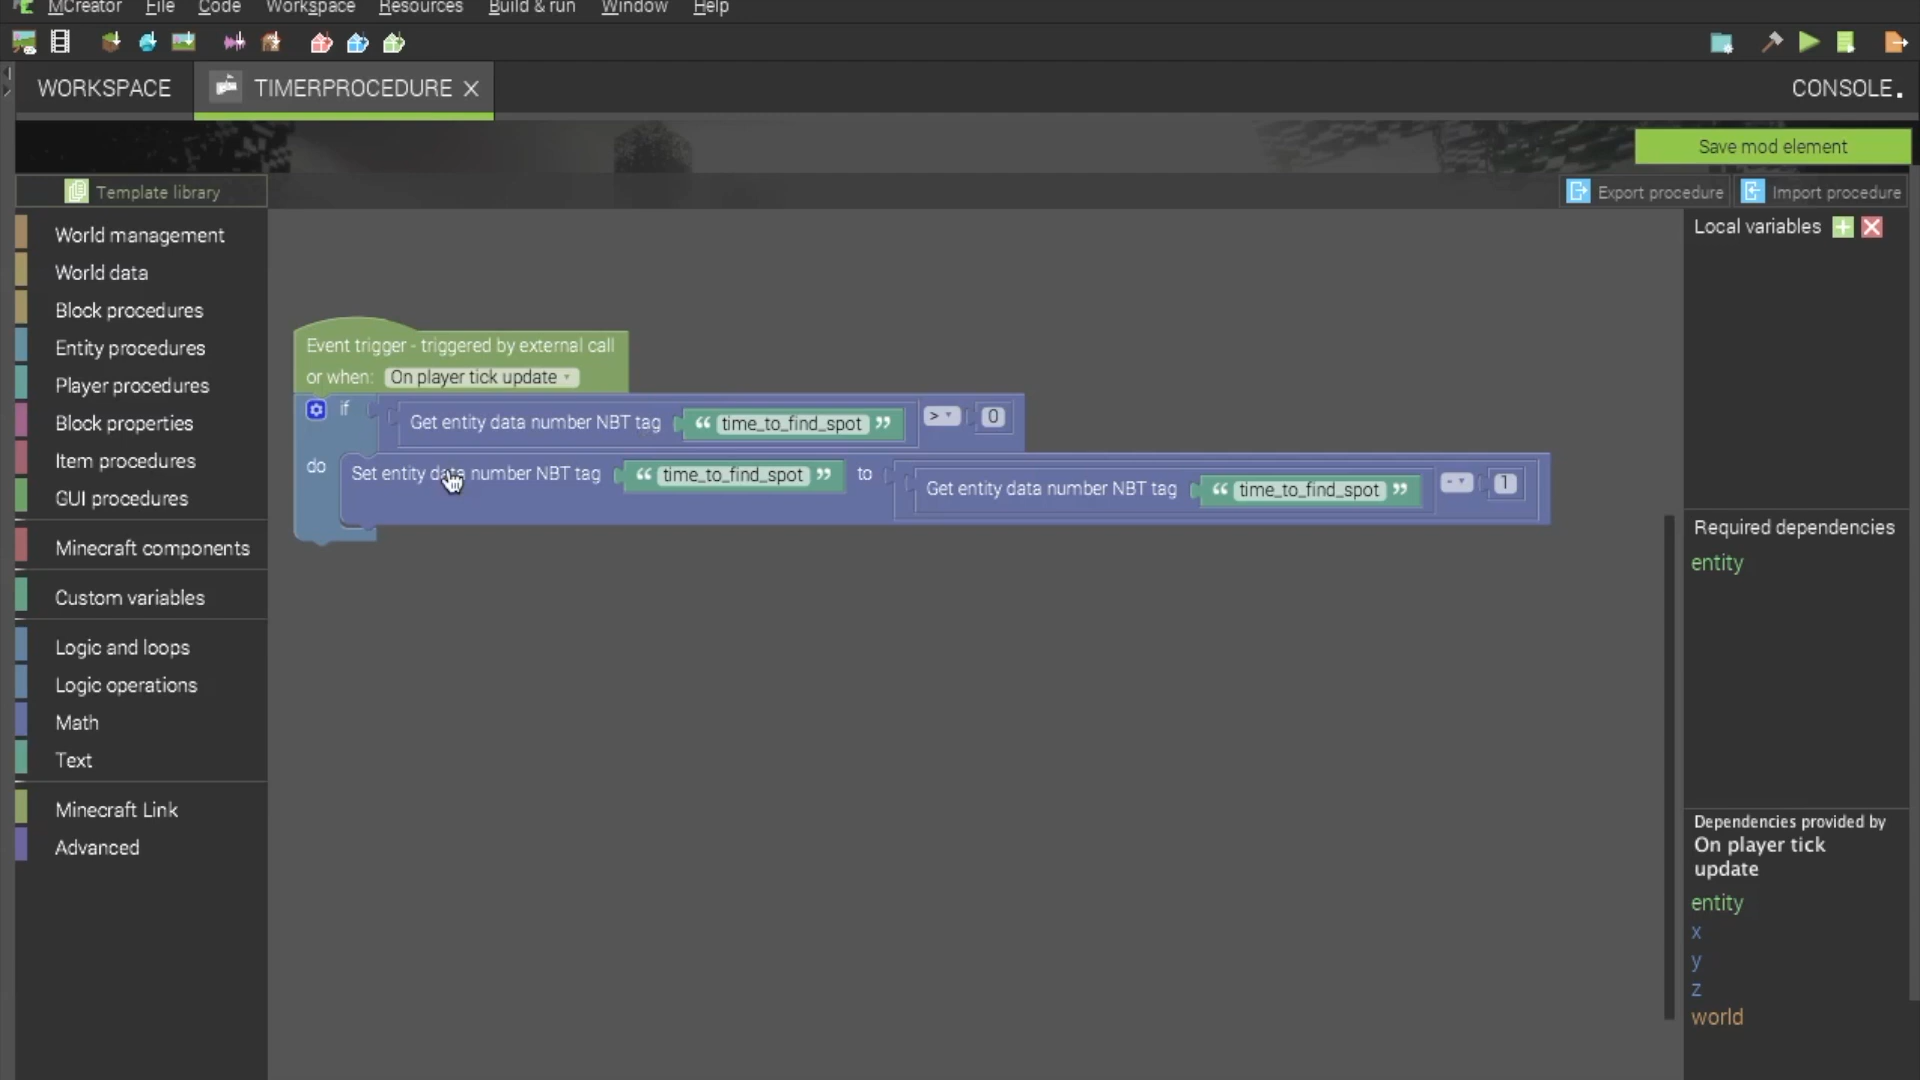 MCreator File Code Workspace Resources Build & run Window Help
WORKSPACE TIMERPROCEDURE CONSOLE.
Save mod element
Template library Export procedure Import procedure
World management
World data
Block procedures
Entity procedures
Player procedures
Block properties
Item procedures
GUI procedures
Minecraft components
Custom variables
Logic and loops
Logic operations
Math
Text
Minecraft Link
Advanced
Event trigger - triggered by external call
or when: On player tick update
if Get entity data number NBT tag “ time_to_find_spot ” > 0
do Set entity data number NBT tag “ time_to_find_spot ” to Get entity data number NBT tag “ time_to_find_spot ” - 1
Local variables
Required dependencies
entity
Dependencies provided by
On player tick
update
entity
x
y
z
world